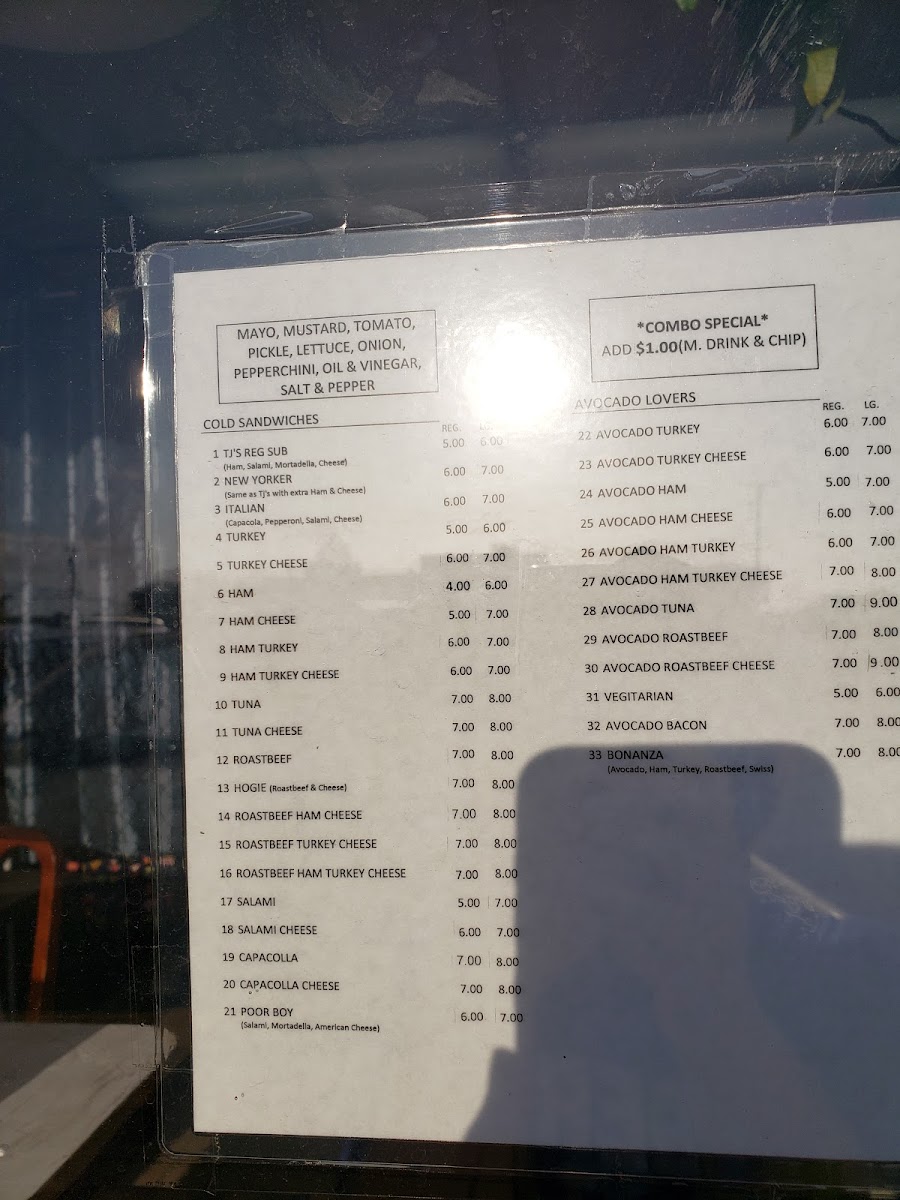 MAYO, MUSTARD, TOMATO,
PICKLE, LETTUCE, ONION,
PEPPERCHINI, OIL & VINEGAR,
SALT & PEPPER
COLD SANDWICHES
REG. LG.
1 TJ'S REG SUB 5.00 6.00
(Ham, Salami, Mortadella, Cheese)
2 NEW YORKER 6.00 7.00
(Same as Tj's with extra Ham & Cheese)
3 ITALIAN 6.00 7.00
(Capacola, Pepperoni, Salami, Cheese)
4 TURKEY 5.00 6.00
5 TURKEY CHEESE 6.00 7.00
6 HAM 4.00 6.00
7 HAM CHEESE 5.00 7.00
8 HAM TURKEY 6.00 7.00
9 HAM TURKEY CHEESE 6.00 7.00
10 TUNA 7.00 8.00
11 TUNA CHEESE 7.00 8.00
12 ROASTBEEF 7.00 8.00
13 HOGIE (Roastbeef & Cheese) 7.00 8.00
14 ROASTBEEF HAM CHEESE 7.00 8.00
15 ROASTBEEF TURKEY CHEESE 7.00 8.00
16 ROASTBEEF HAM TURKEY CHEESE 7.00 8.00
17 SALAMI 5.00 7.00
18 SALAMI CHEESE 6.00 7.00
19 CAPACOLLA 7.00 8.00
20 CAPACOLLA CHEESE 7.00 8.00
21 POOR BOY 6.00 7.00
(Salami, Mortadella, American Cheese)
*COMBO SPECIAL*
ADD $1.00(M. DRINK & CHIP)
AVOCADO LOVERS
REG. LG.
22 AVOCADO TURKEY 6.00 7.00
23 AVOCADO TURKEY CHEESE 6.00 7.00
24 AVOCADO HAM 5.00 7.00
25 AVOCADO HAM CHEESE 6.00 7.00
26 AVOCADO HAM TURKEY 6.00 7.00
27 AVOCADO HAM TURKEY CHEESE 7.00 8.00
28 AVOCADO TUNA 7.00 9.00
29 AVOCADO ROASTBEEF 7.00 8.00
30 AVOCADO ROASTBEEF CHEESE 7.00 9.00
31 VEGITARIAN 5.00 6.00
32 AVOCADO BACON 7.00 8.00
33 BONANZA 7.00 8.00
(Avocado, Ham, Turkey, Roastbeef, Swiss)